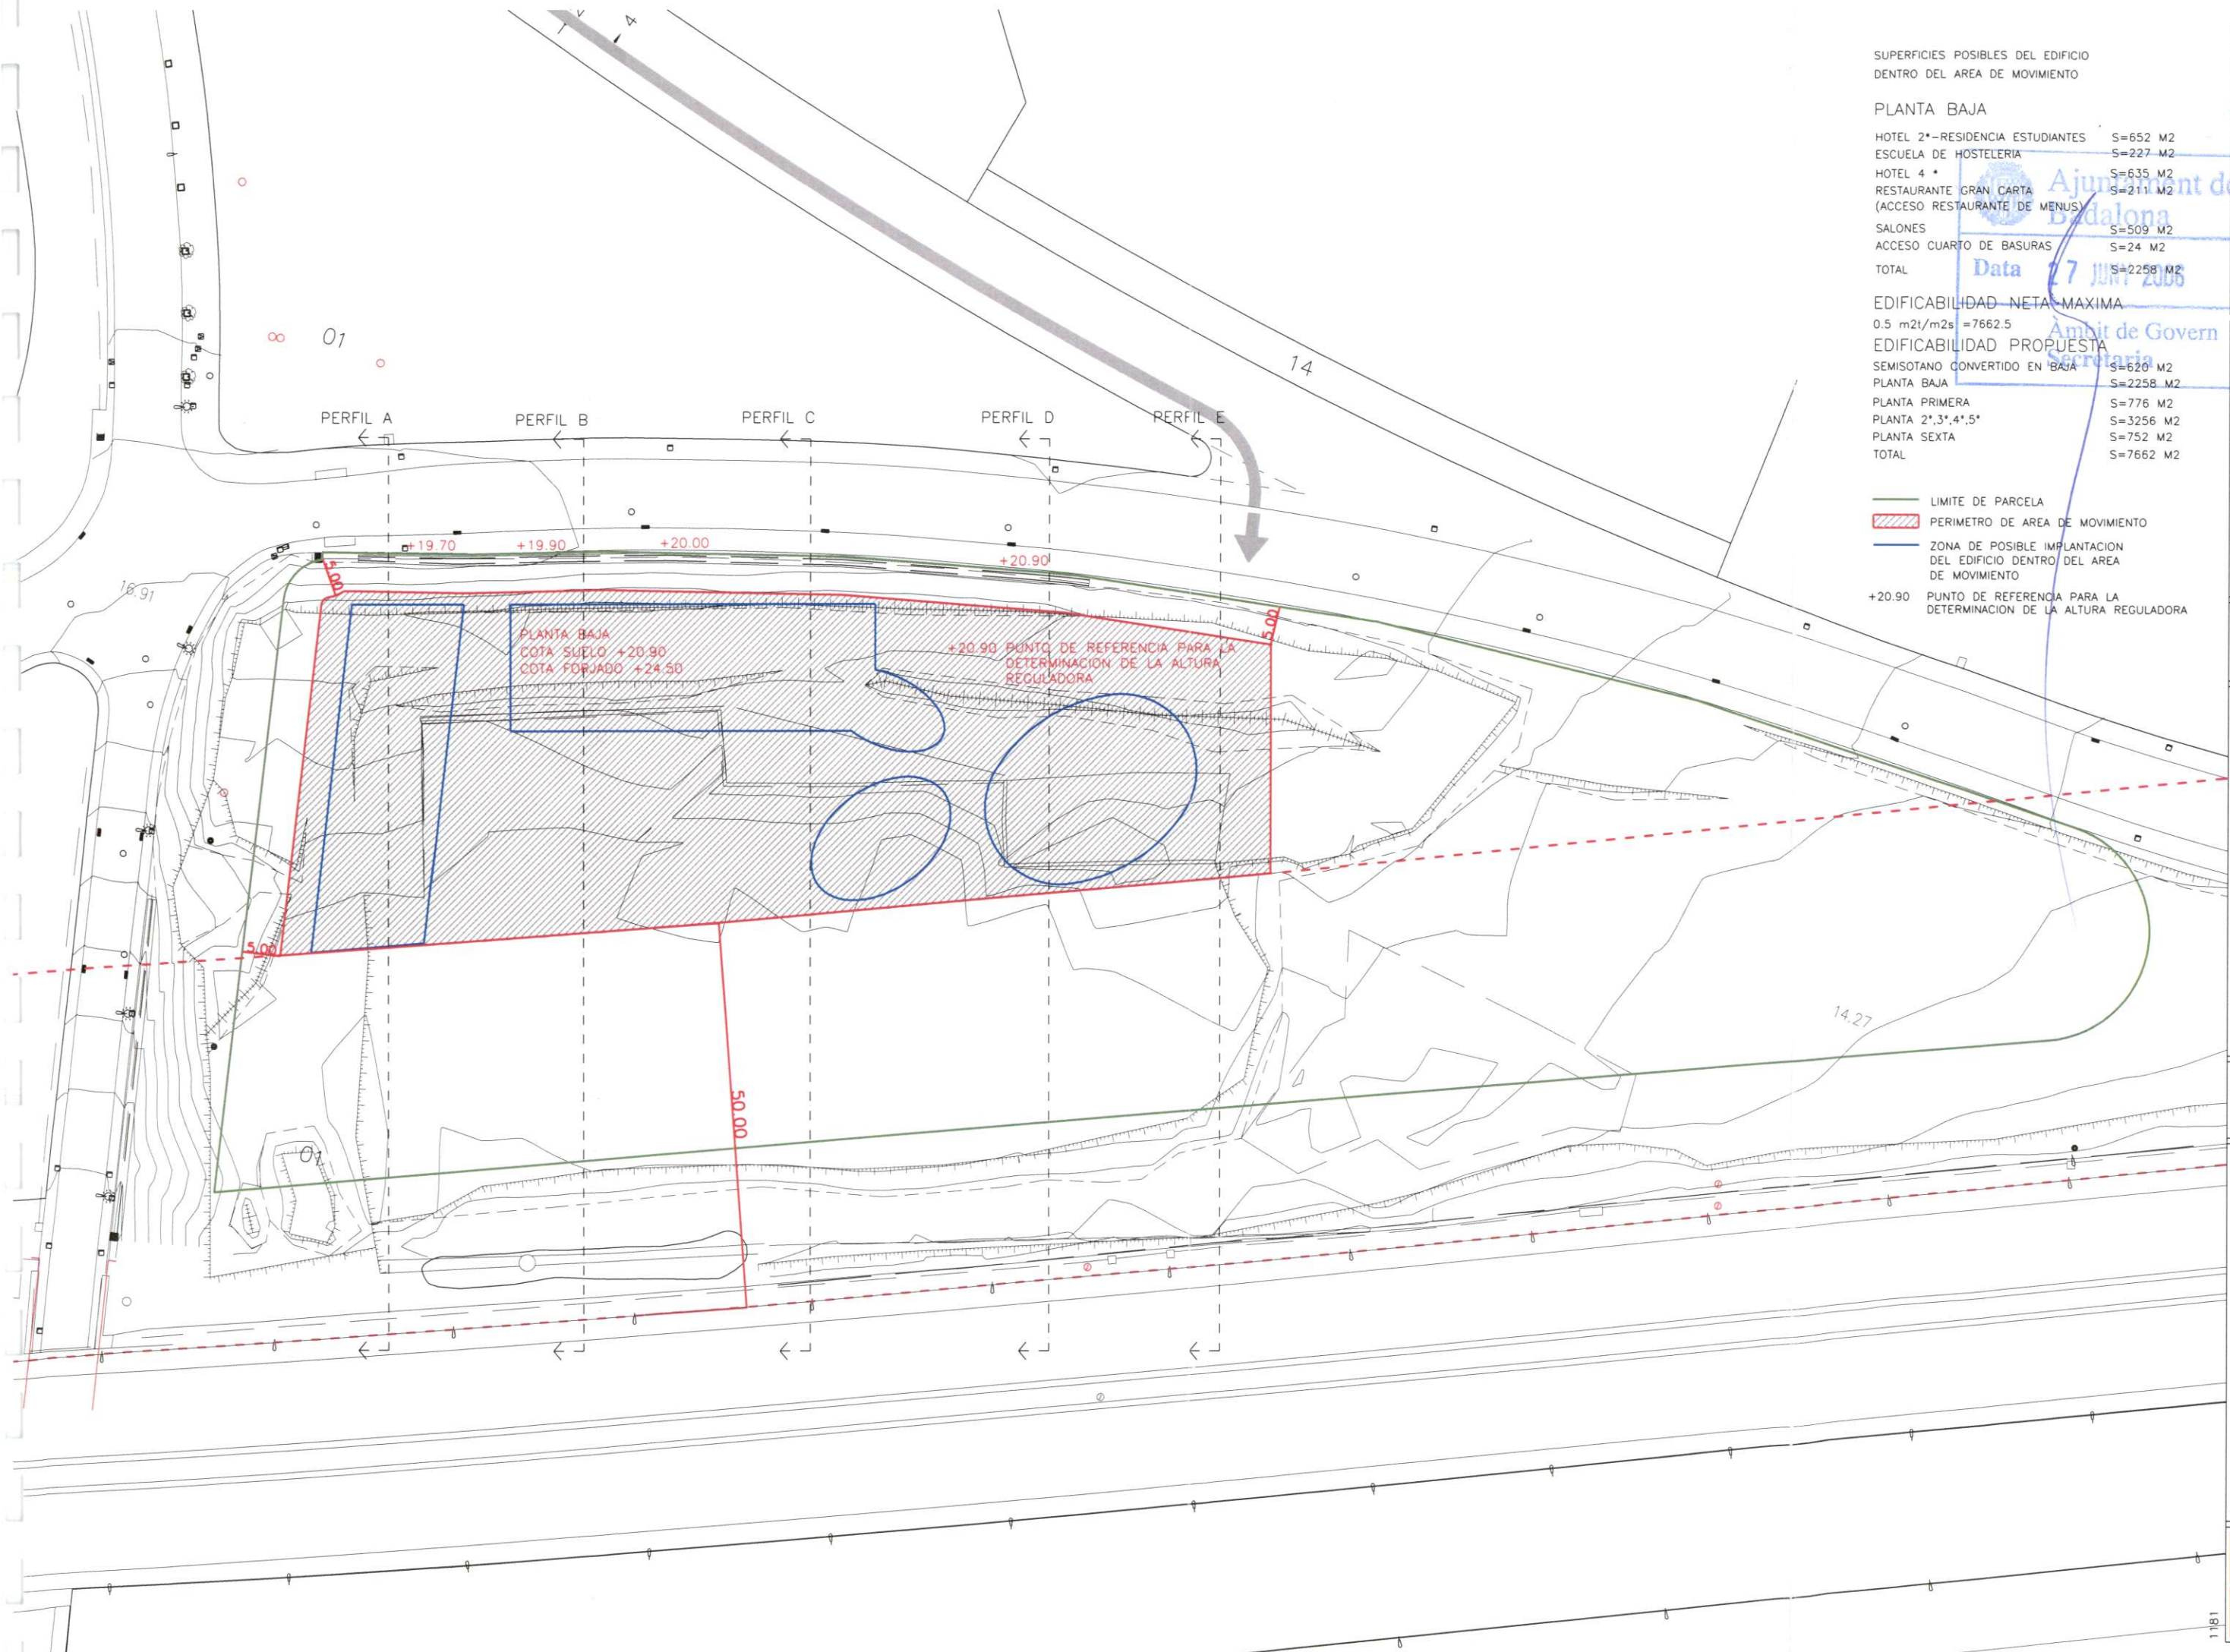 SUPERFICIES POSIBLES DEL EDIFICIO
DENTRO DEL AREA DE MOVIMIENTO
PLANTA BAJA
HOTEL 2*-RESIDENCIA ESTUDIANTES S=652 M2
ESCUELA DE HOSTELERIA S=227 M2
HOTEL 4 * S=635 M2
RESTAURANTE GRAN CARTA S=211 M2
(ACCESO RESTAURANTE DE MENUS)
SALONES S=509 M2
ACCESO CUARTO DE BASURAS S=24 M2
TOTAL S=2258 M2
EDIFICABILIDAD NETA MAXIMA
0.5 m2t/m2s =7662.5
EDIFICABILIDAD PROPUESTA
SEMISOTANO CONVERTIDO EN BAJA S=620 M2
PLANTA BAJA S=2258 M2
PLANTA PRIMERA S=776 M2
PLANTA 2ª,3ª,4ª,5ª S=3256 M2
PLANTA SEXTA S=752 M2
TOTAL S=7662 M2
Ajuntament de
Badalona
Data 27 JUNY 2006
Àmbit de Govern
Secretaria
LIMITE DE PARCELA
PERIMETRO DE AREA DE MOVIMIENTO
ZONA DE POSIBLE IMPLANTACION
DEL EDIFICIO DENTRO DEL AREA
DE MOVIMIENTO
+20.90 PUNTO DE REFERENCIA PARA LA
DETERMINACION DE LA ALTURA REGULADORA
4
01
14
PERFIL A
PERFIL B
PERFIL C
PERFIL D
PERFIL E
+19.70
+19.90
+20.00
+20.90
16.91
5.00
5.00
PLANTA BAJA
COTA SUELO +20.90
COTA FORJADO +24.50
+20.90 PUNTO DE REFERENCIA PARA LA
DETERMINACION DE LA ALTURA
REGULADORA
5.00
14.27
50.00
01
1181